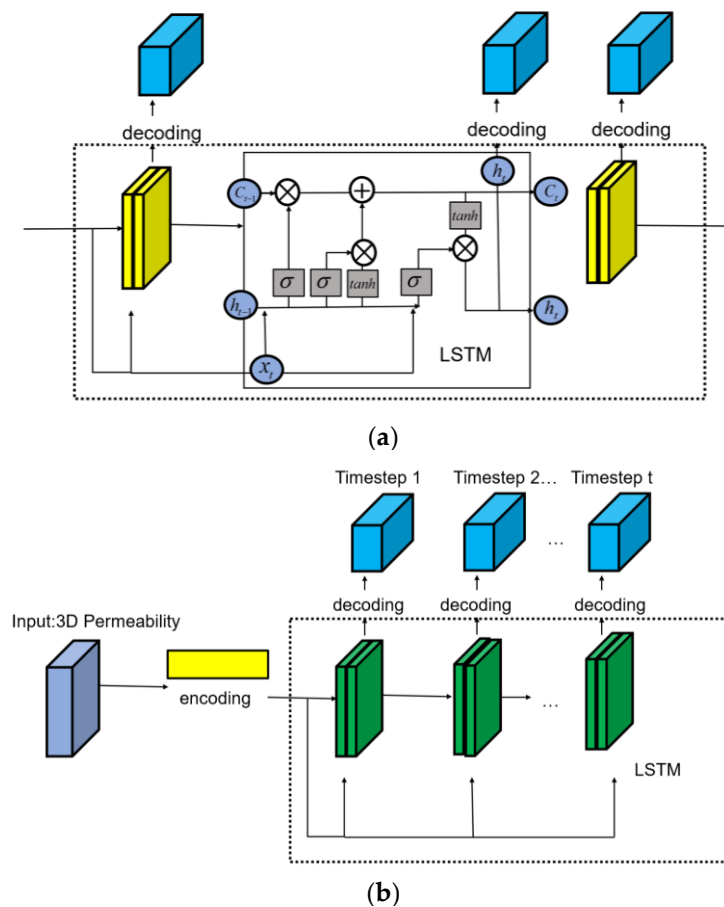 decoding
decoding
decoding
C_{t-1}
h_t
C_t
tanh
σ
σ
tanh
σ
h_{t-1}
h_t
x_t
LSTM
(a)
Timestep 1
Timestep 2...
Timestep t
...
decoding
decoding
decoding
Input:3D Permeability
encoding
...
LSTM
(b)